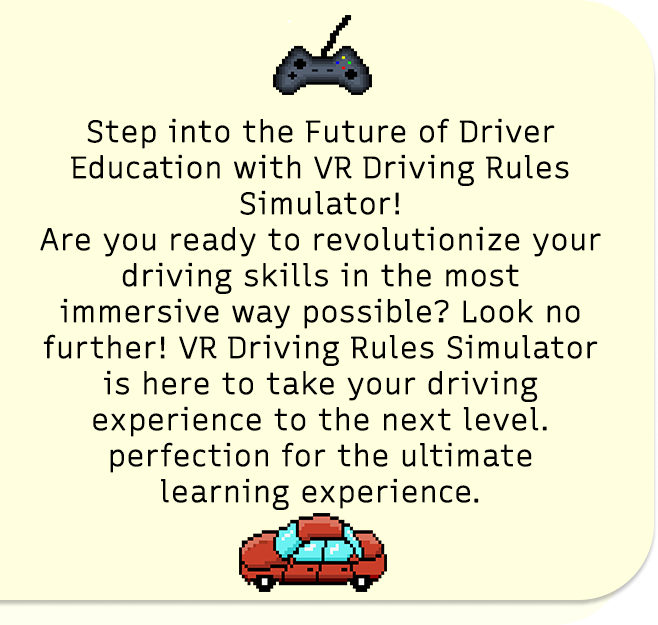 Step into the Future of Driver
Education with VR Driving Rules
Simulator!
Are you ready to revolutionize your
driving skills in the most
immersive way possible? Look no
further! VR Driving Rules Simulator
is here to take your driving
experience to the next level.
perfection for the ultimate
learning experience.